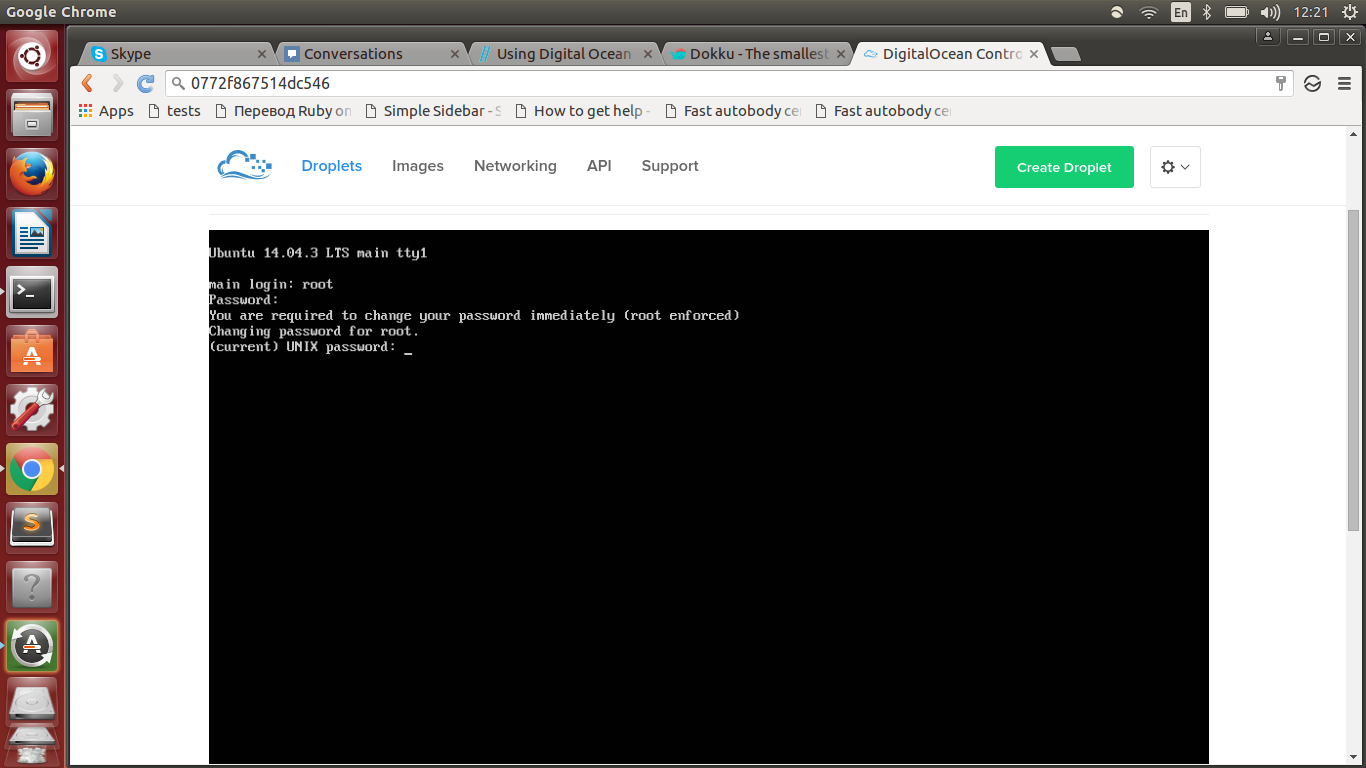 Google Chrome
En
12:21
Skype
Conversations
Using Digital Ocean
Dokku - The smallest
DigitalOcean Contro
0772f867514dc546
Apps
tests
Перевод Ruby on
Simple Sidebar - S
How to get help -
Fast autobody ce
Fast autobody ce
Droplets
Images
Networking
API
Support
Create Droplet
Ubuntu 14.04.3 LTS main tty1
main login: root
Password:
You are required to change your password immediately (root enforced)
Changing password for root.
(current) UNIX password: _